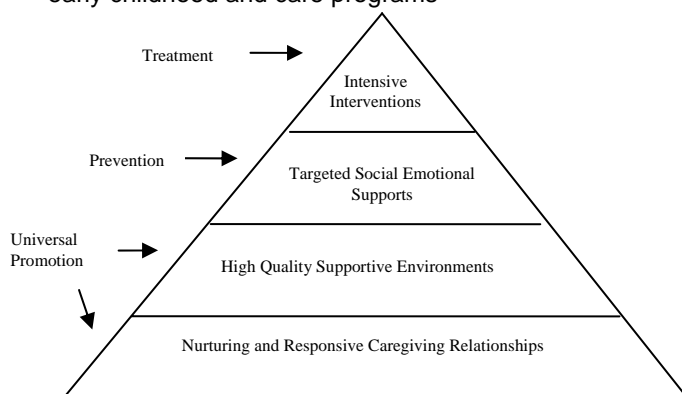 early childhood and care programs
Treatment
Intensive
Interventions
Prevention
Targeted Social Emotional
Supports
Universal
Promotion
High Quality Supportive Environments
Nurturing and Responsive Caregiving Relationships